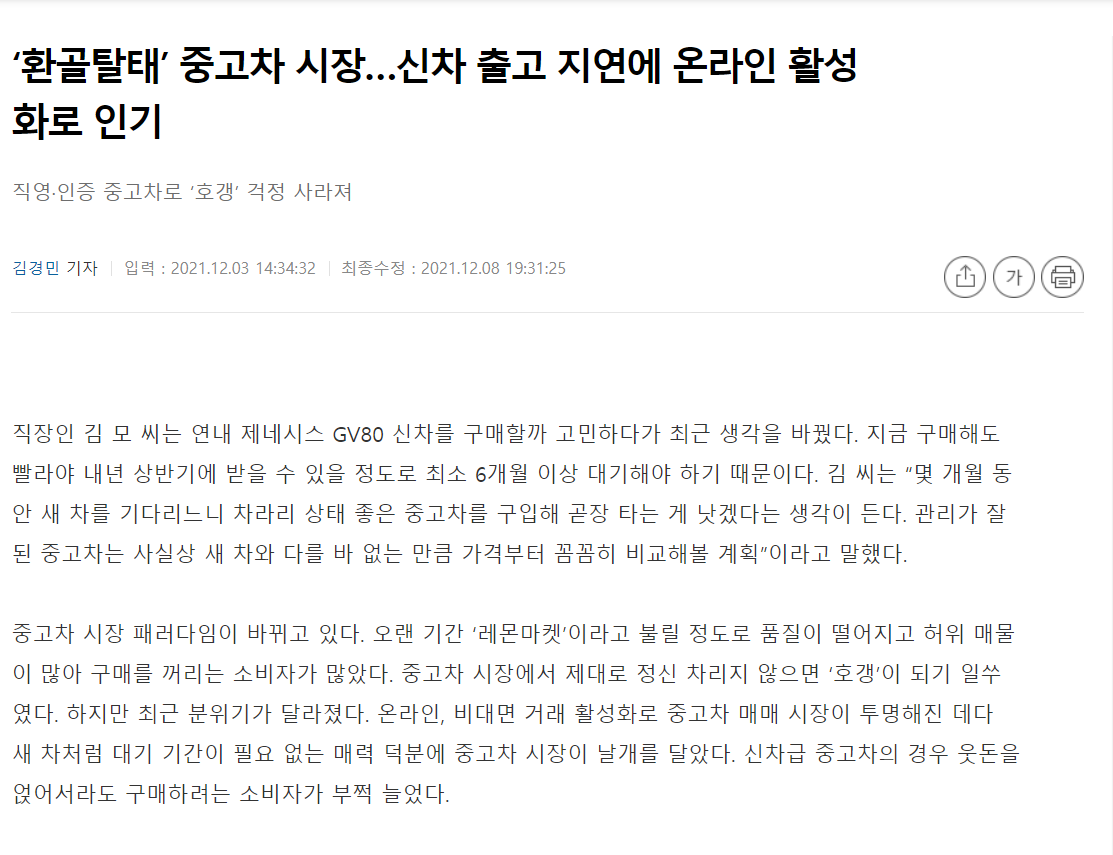 ‘환골탈태’ 중고차 시장…신차 출고 지연에 온라인 활성
화로 인기
직영·인증 중고차로 ‘호갱’ 걱정 사라져
김경민 기자 입력 : 2021.12.03 14:34:32 최종수정 : 2021.12.08 19:31:25
가
직장인 김 모 씨는 연내 제네시스 GV80 신차를 구매할까 고민하다가 최근 생각을 바꿨다. 지금 구매해도
빨라야 내년 상반기에 받을 수 있을 정도로 최소 6개월 이상 대기해야 하기 때문이다. 김 씨는 “몇 개월 동
안 새 차를 기다리느니 차라리 상태 좋은 중고차를 구입해 곧장 타는 게 낫겠다는 생각이 든다. 관리가 잘
된 중고차는 사실상 새 차와 다를 바 없는 만큼 가격부터 꼼꼼히 비교해볼 계획”이라고 말했다.
중고차 시장 패러다임이 바뀌고 있다. 오랜 기간 ‘레몬마켓’이라고 불릴 정도로 품질이 떨어지고 허위 매물
이 많아 구매를 꺼리는 소비자가 많았다. 중고차 시장에서 제대로 정신 차리지 않으면 ‘호갱’이 되기 일쑤
였다. 하지만 최근 분위기가 달라졌다. 온라인, 비대면 거래 활성화로 중고차 매매 시장이 투명해진 데다
새 차처럼 대기 기간이 필요 없는 매력 덕분에 중고차 시장이 날개를 달았다. 신차급 중고차의 경우 웃돈을
얹어서라도 구매하려는 소비자가 부쩍 늘었다.